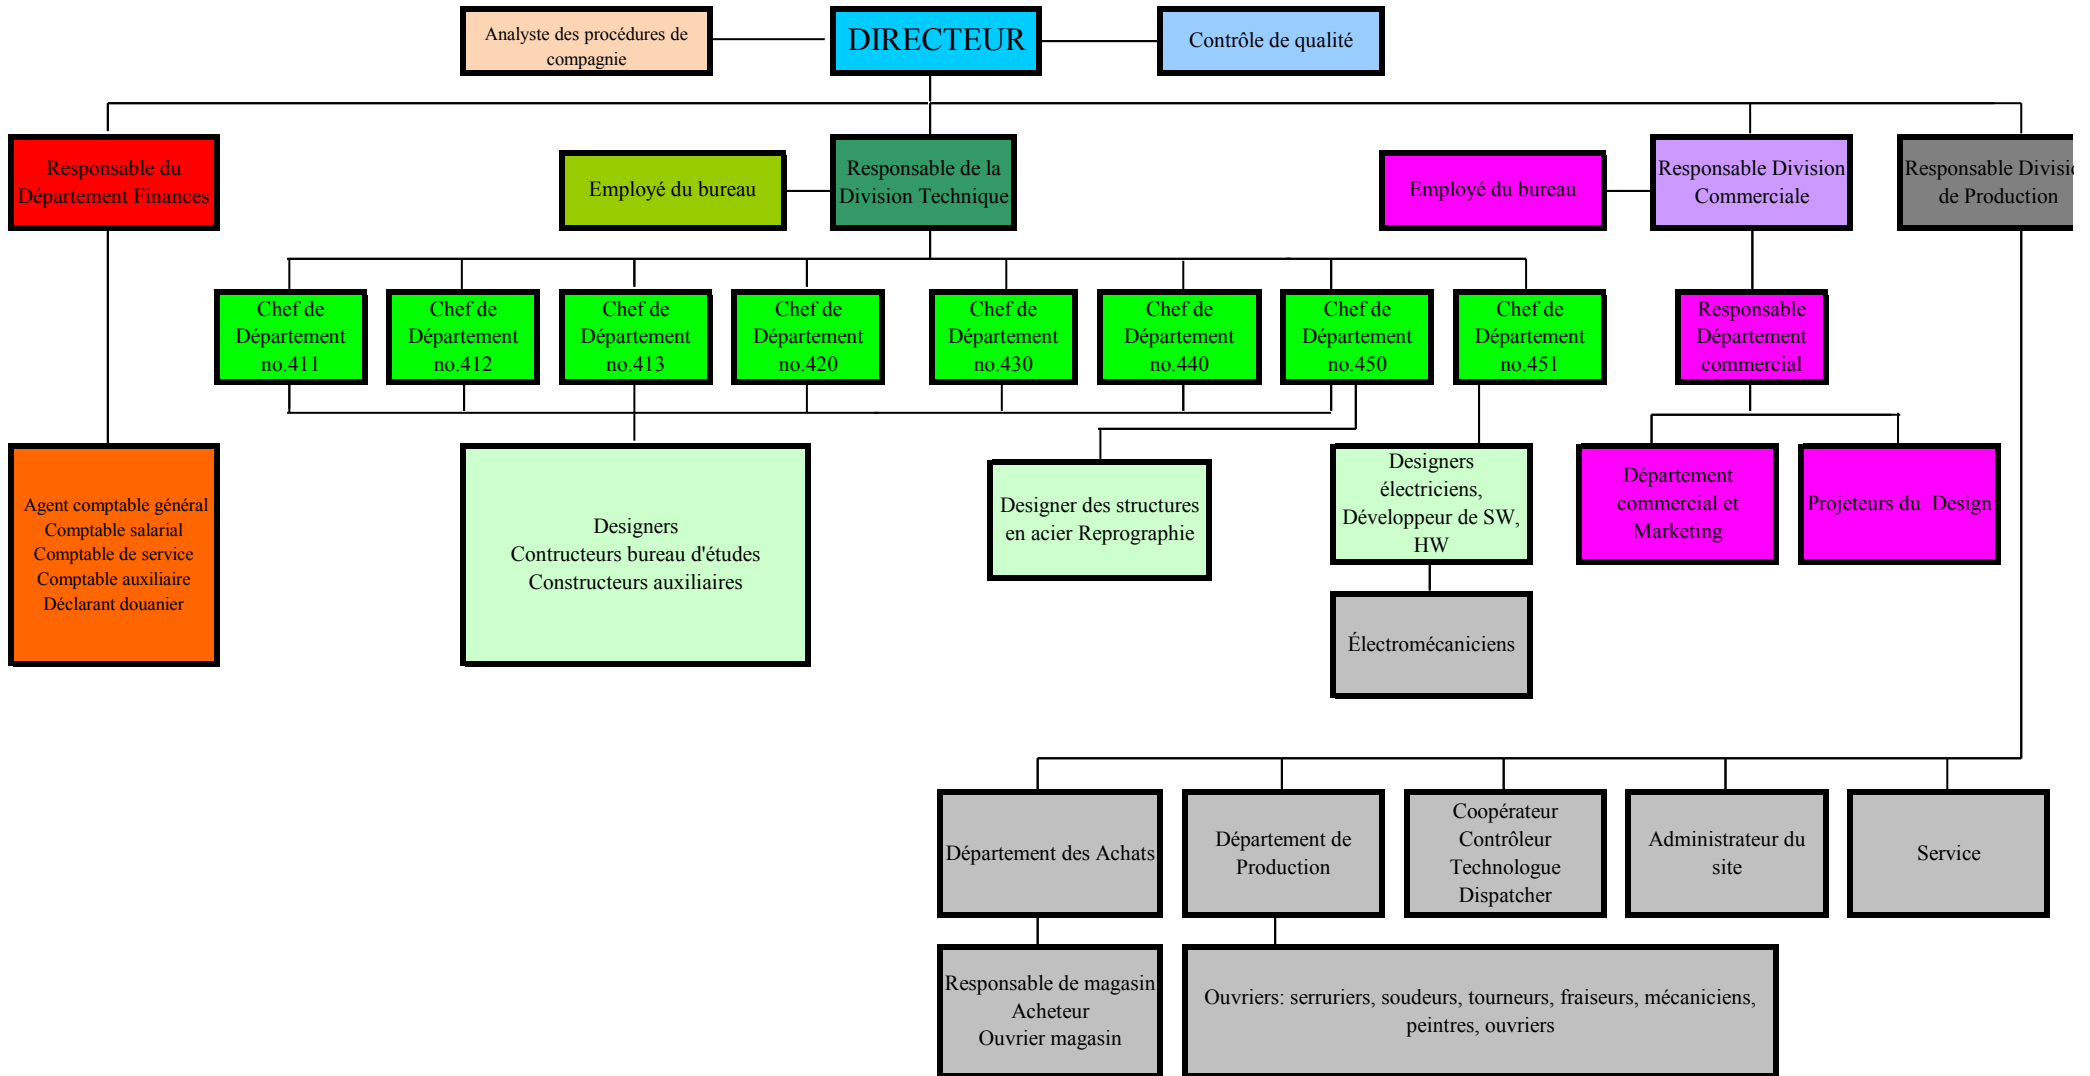 Analyste des procédures de
compagnie
DIRECTEUR
Contrôle de qualité
Responsable du
Département Finances
Employé du bureau
Responsable de la
Division Technique
Employé du bureau
Responsable Division
Commerciale
Responsable Divisi
de Production
Chef de
Département
no.411
Chef de
Département
no.412
Chef de
Département
no.413
Chef de
Département
no.420
Chef de
Département
no.430
Chef de
Département
no.440
Chef de
Département
no.450
Chef de
Département
no.451
Responsable
Département
commercial
Agent comptable général
Comptable salarial
Comptable de service
Comptable auxiliaire
Déclarant douanier
Designers
Contructeurs bureau d'études
Constructeurs auxiliaires
Designer des structures
en acier Reprographie
Designers
électriciens,
Développeur de SW,
HW
Département
commercial et
Marketing
Projeteurs du Design
Électromécaniciens
Département des Achats
Département de
Production
Coopérateur
Contrôleur
Technologue
Dispatcher
Administrateur du
site
Service
Responsable de magasin
Acheteur
Ouvrier magasin
Ouvriers: serruriers, soudeurs, tourneurs, fraiseurs, mécaniciens,
peintres, ouvriers